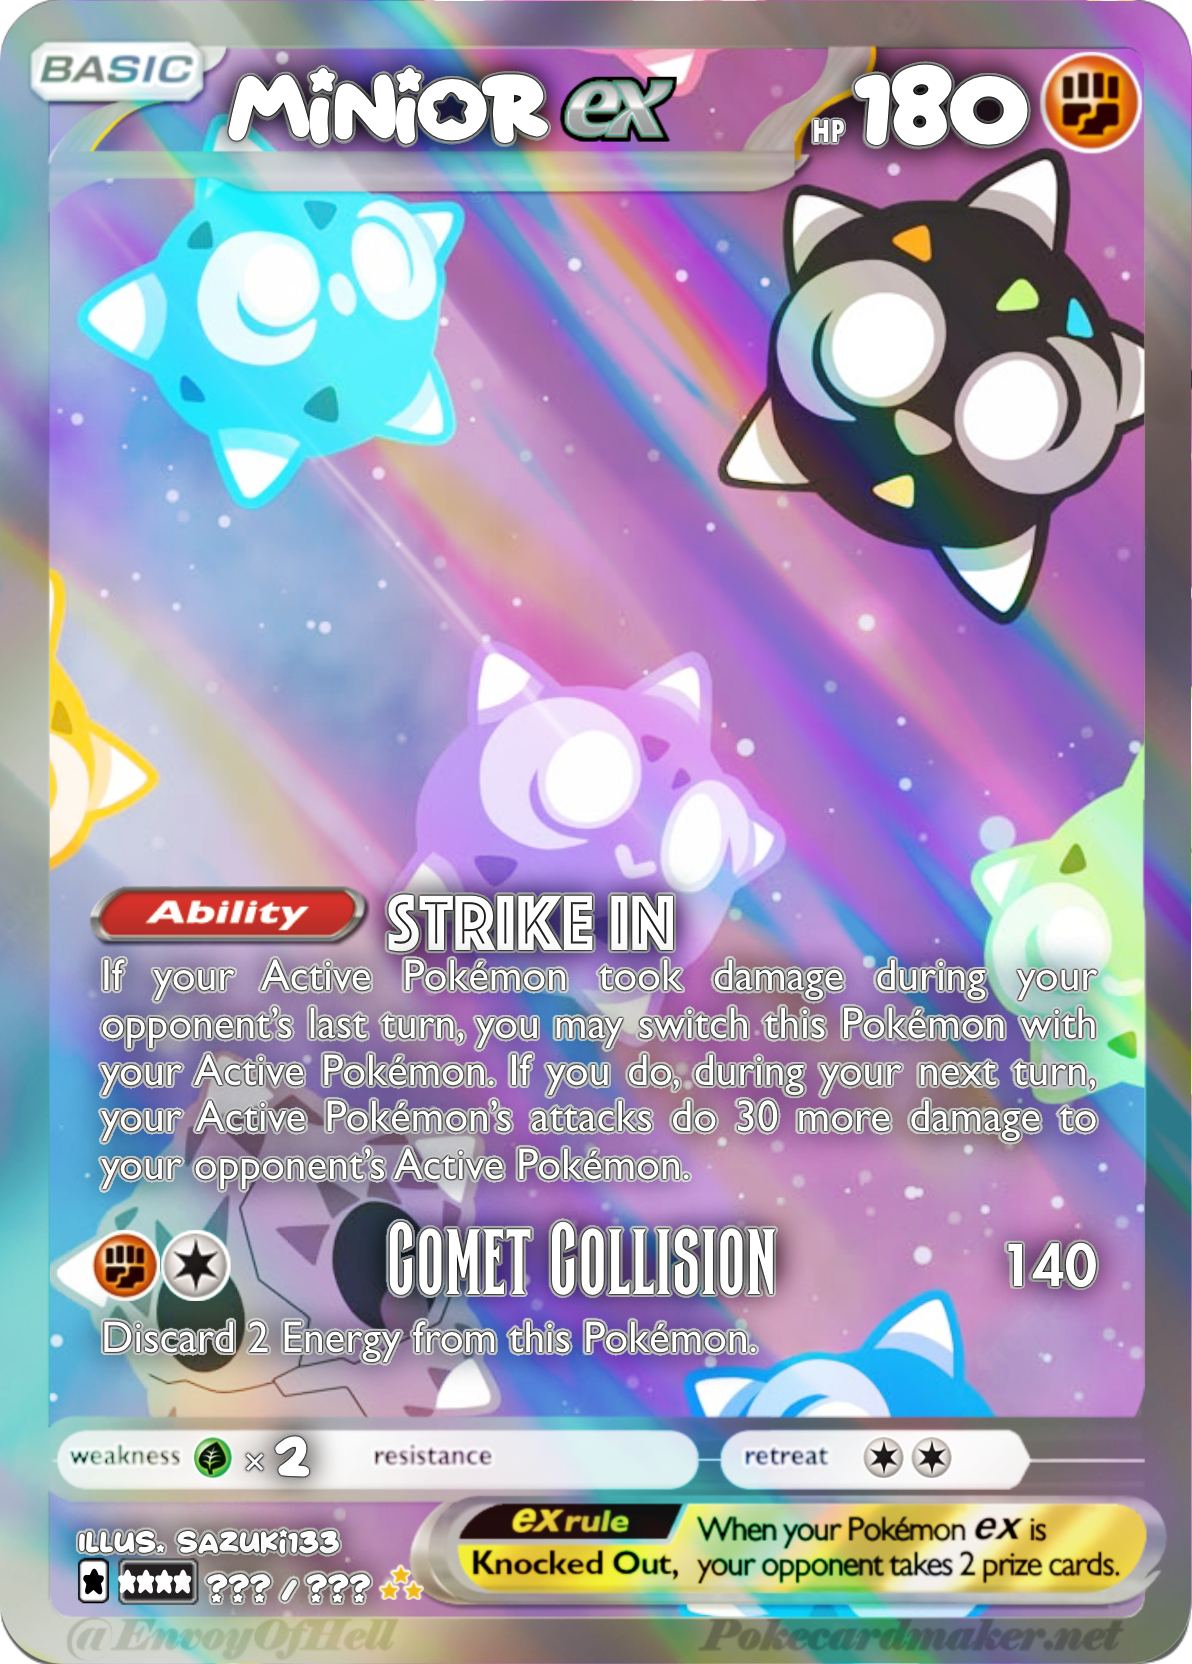 BASIC
MiNiOR ex HP 180
Ability STRIKE IN
If your Active Pokémon took damage during your
opponent's last turn, you may switch this Pokémon with
your Active Pokémon. If you do, during your next turn,
your Active Pokémon's attacks do 30 more damage to
your opponent's Active Pokémon.
COMET COLLISION 140
Discard 2 Energy from this Pokémon.
weakness × 2 resistance retreat
ex rule When your Pokémon ex is
Knocked Out, your opponent takes 2 prize cards.
ILLUS. SAZUKi133
??? / ???
@EnvoyOfHell Pokecardmaker.net